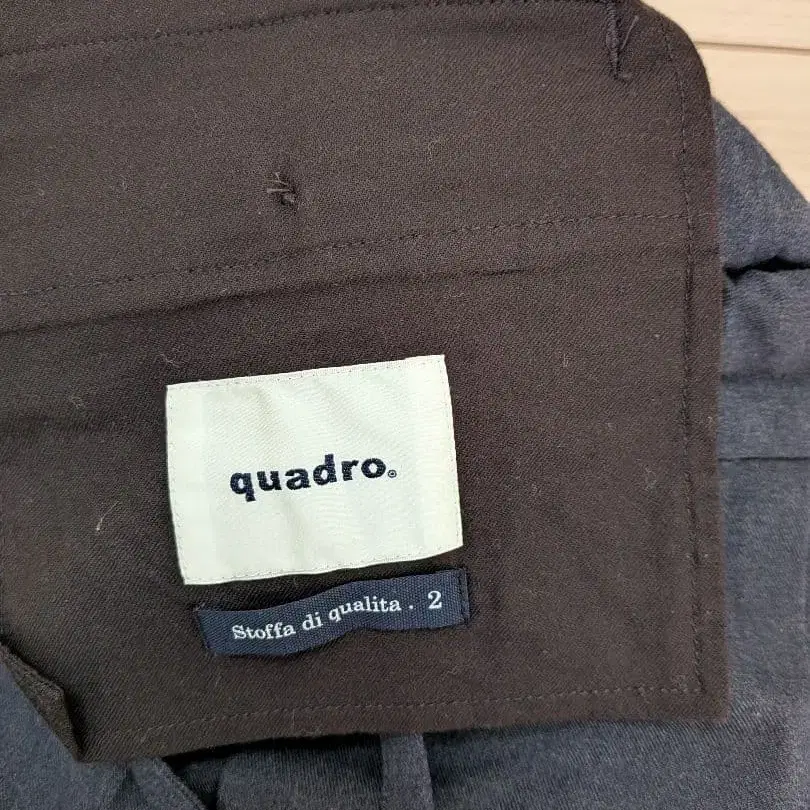 quadro.®
Stoffa di qualita . 2